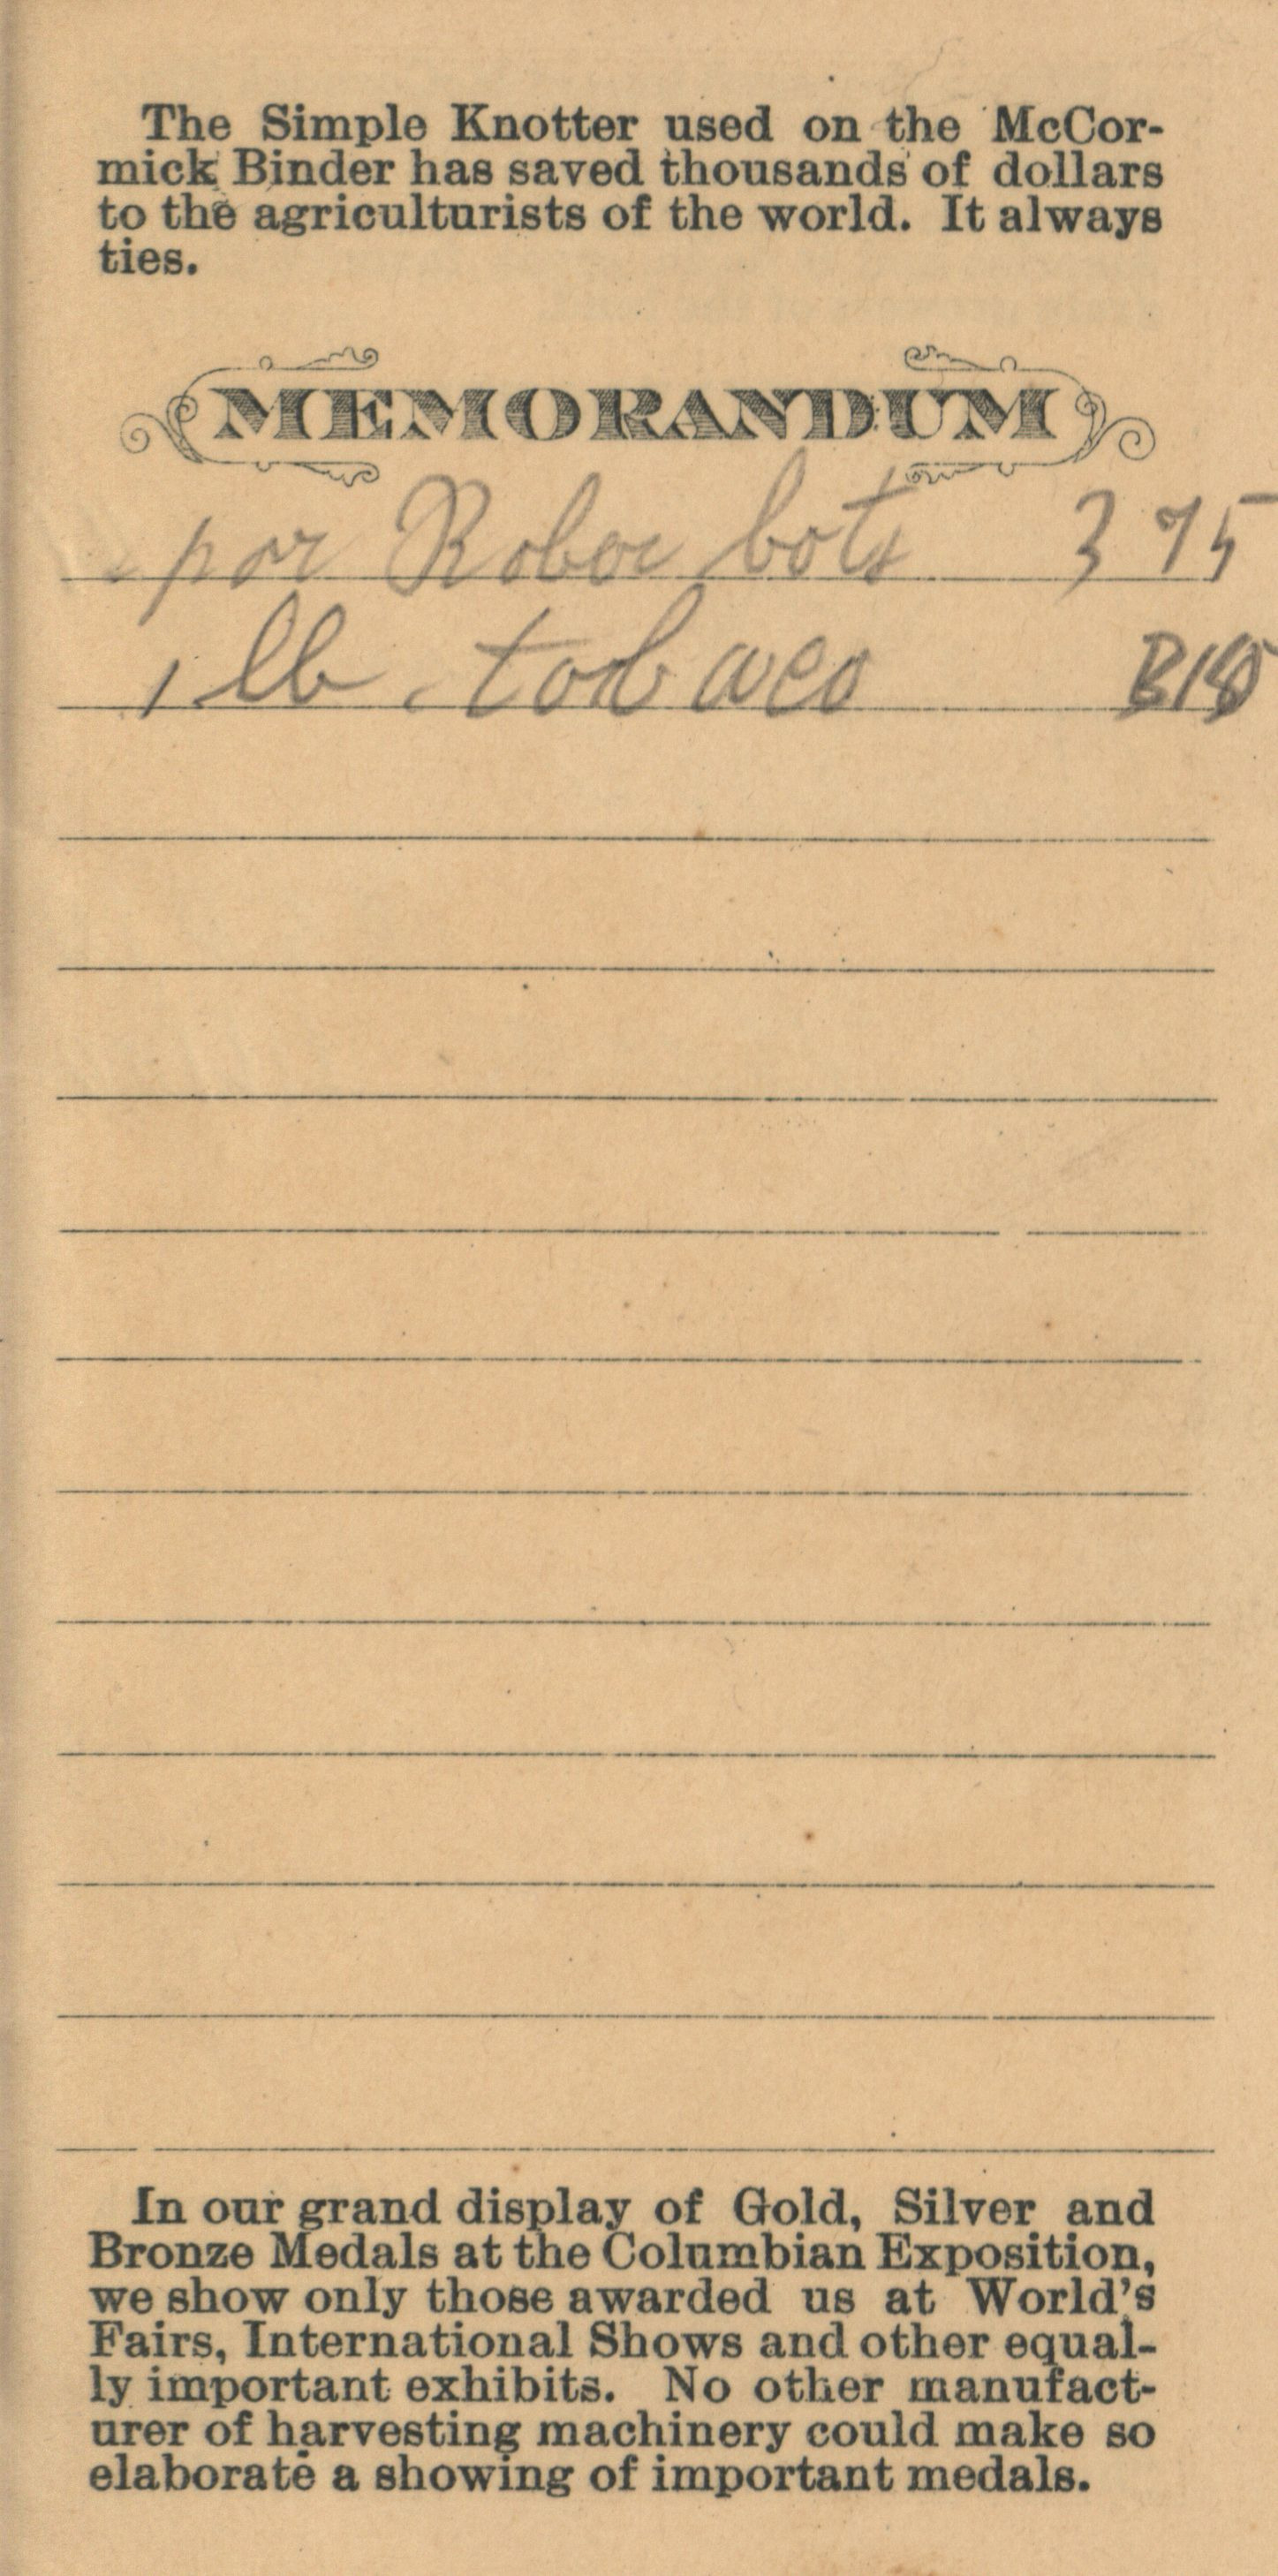 The Simple Knotter used on the McCor-
mick Binder has saved thousands of dollars
to the agriculturists of the world. It always
ties.
MEMORANDUM
par Robor bots 3 75
1 lb tobaco
In our grand display of Gold, Silver and
Bronze Medals at the Columbian Exposition,
we show only those awarded us at World's
Fairs, International Shows and other equal-
ly important exhibits. No other manufact-
urer of harvesting machinery could make so
elaborate a showing of important medals.